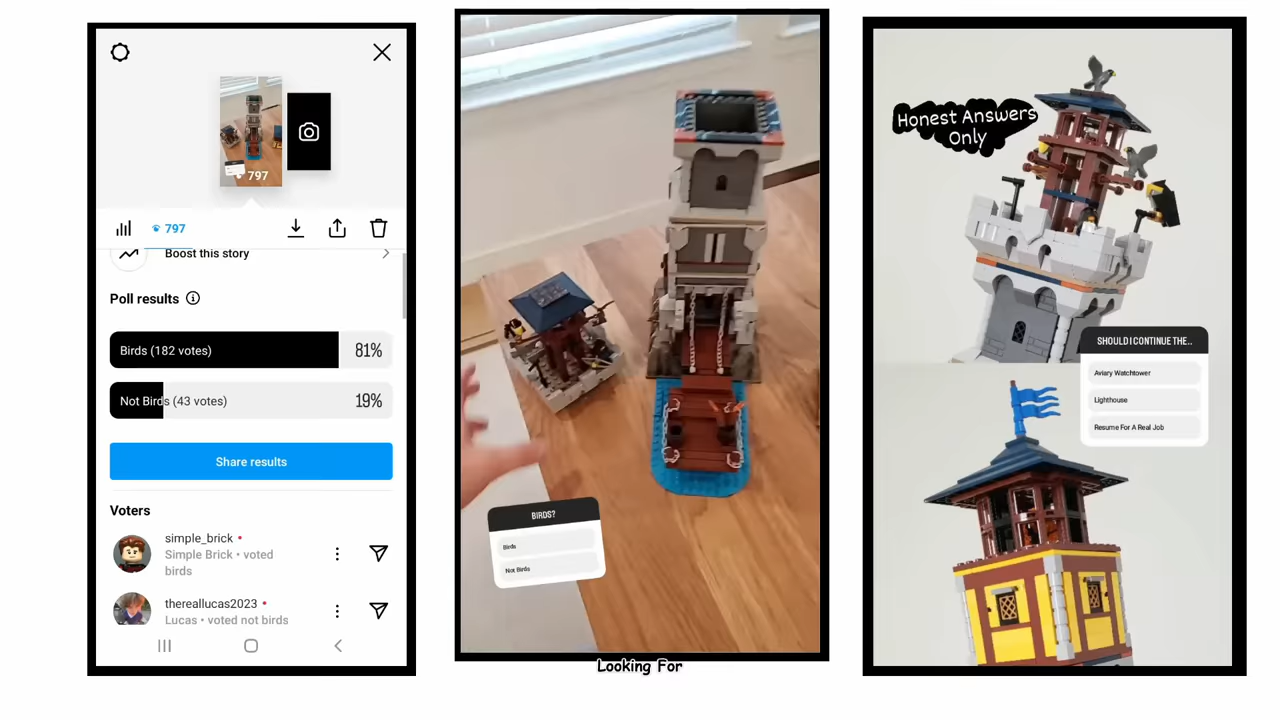 797
797
Boost this story
Poll results
Birds (182 votes)
81%
Not Birds (43 votes)
19%
Share results
Voters
simple_brick
Simple Brick • voted
birds
thereallucas2023
Lucas • voted not birds
BIRDS?
Birds
Not Birds
Looking For
Honest Answers
Only
SHOULD I CONTINUE THE..
Aviary Watchtower
Lighthouse
Resume For A Real Job